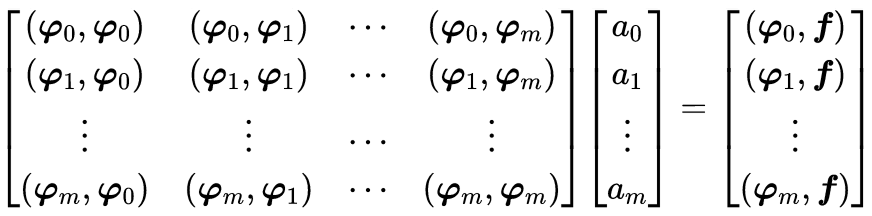 [(𝝋₀, 𝝋₀) (𝝋₀, 𝝋₁) ⋯ (𝝋₀, 𝝋ₘ)] [a₀] = [(𝝋₀, 𝒇)]
[(𝝋₁, 𝝋₀) (𝝋₁, 𝝋₁) ⋯ (𝝋₁, 𝝋ₘ)] [a₁] [(𝝋₁, 𝒇)]
[⋮ ⋮ ⋯ ⋮] [⋮] [⋮]
[(𝝋ₘ, 𝝋₀) (𝝋ₘ, 𝝋₁) ⋯ (𝝋ₘ, 𝝋ₘ)] [aₘ] [(𝝋ₘ, 𝒇)]